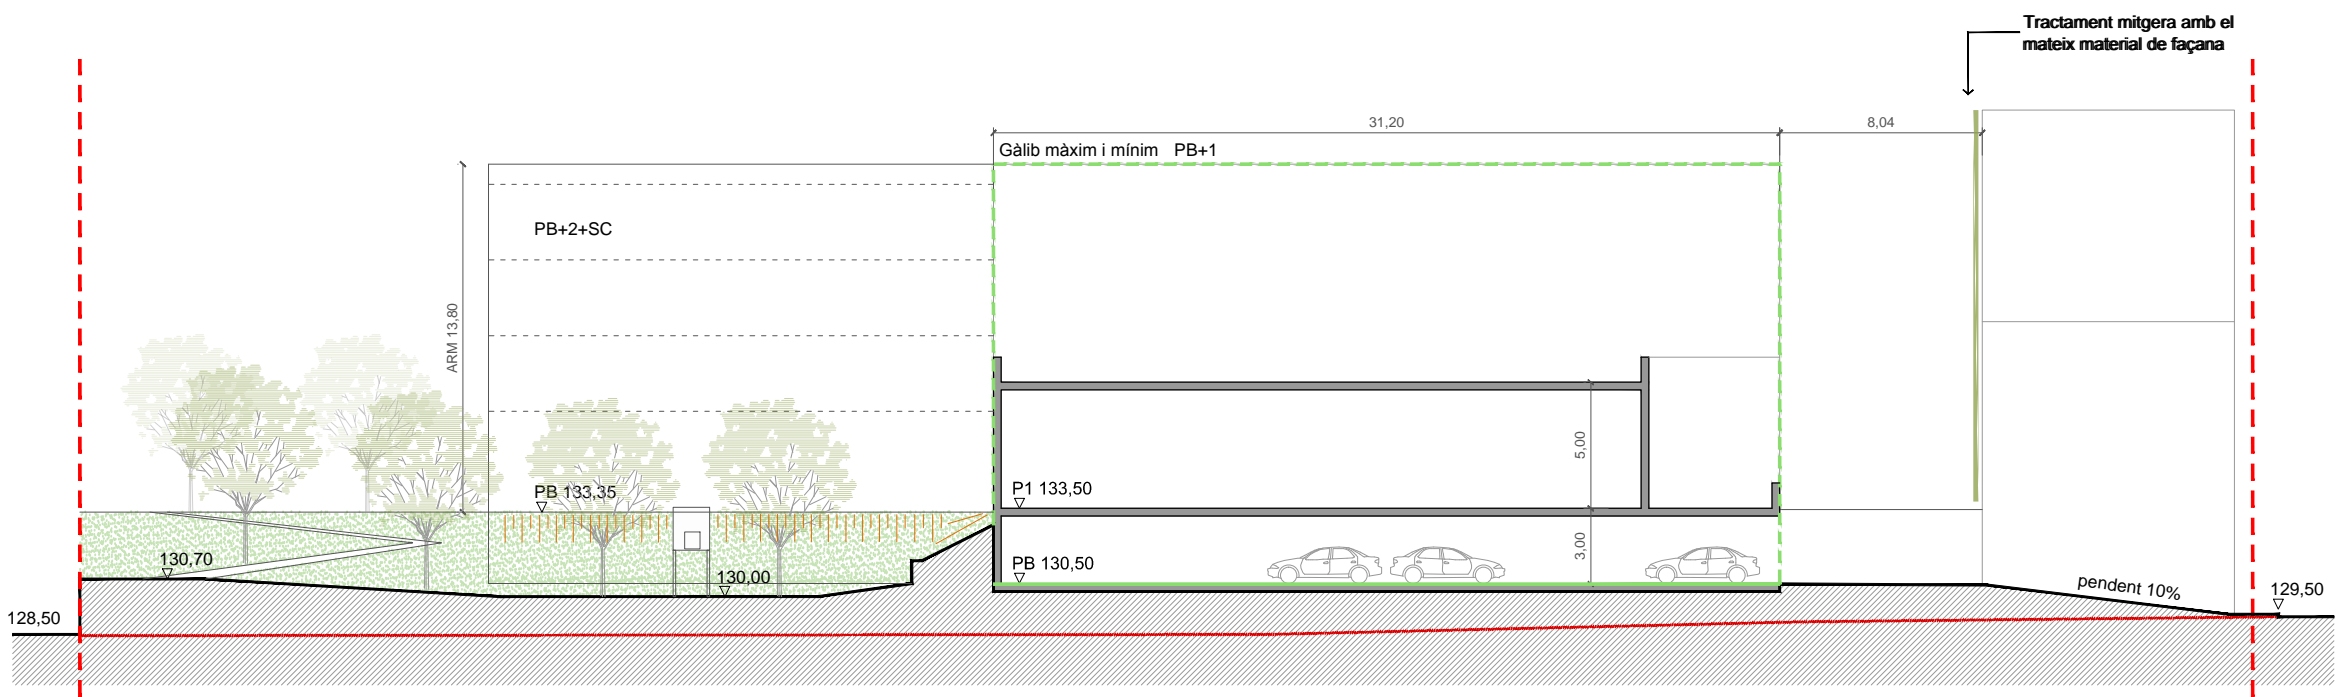 Tractament mitgera amb el
mateix material de façana
31,20
8,04
Gàlib màxim i mínim PB+1
PB+2+SC
ARM 13,80
5,00
PB 133,35
P1 133,50
3,00
130,70
PB 130,50
130,00
pendent 10%
129,50
128,50